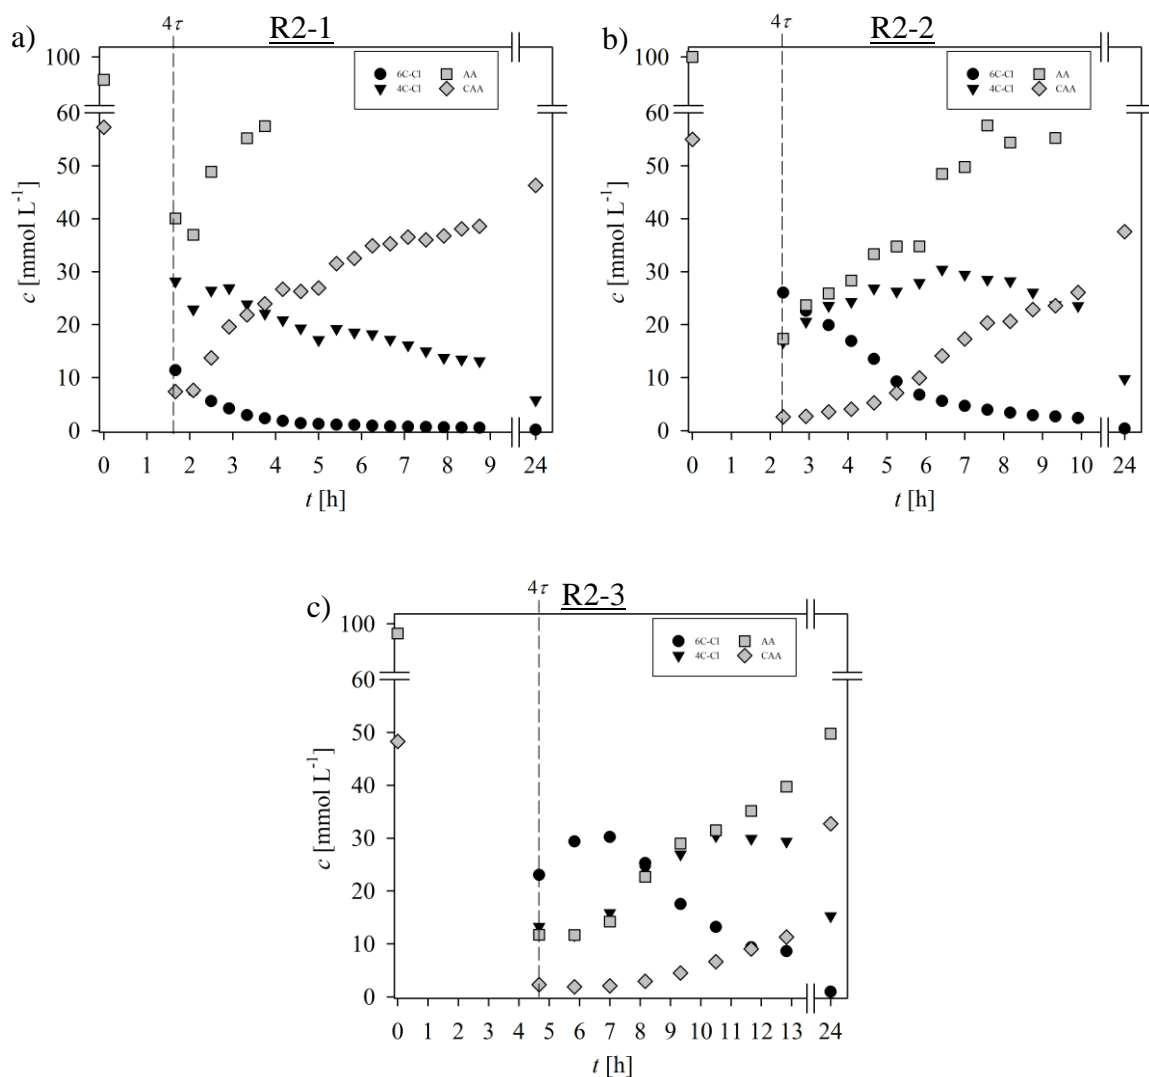 a)
R2-1
4τ
6C-Cl
AA
4C-Cl
CAA
100
60
50
40
30
20
10
0
c [mmol L⁻¹]
0 1 2 3 4 5 6 7 8 9 24
t [h]
b)
R2-2
4τ
6C-Cl
AA
4C-Cl
CAA
100
60
50
40
30
20
10
0
c [mmol L⁻¹]
0 1 2 3 4 5 6 7 8 9 10 24
t [h]
c)
R2-3
4τ
6C-Cl
AA
4C-Cl
CAA
100
60
50
40
30
20
10
0
c [mmol L⁻¹]
0 1 2 3 4 5 6 7 8 9 10 11 12 13 24
t [h]